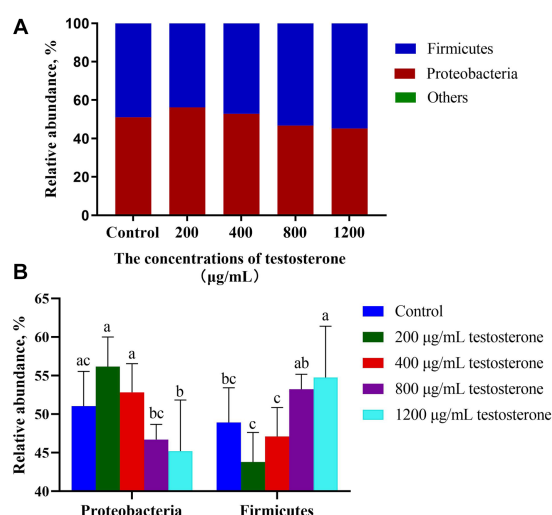 A
Relative abundance, %
100
80
60
40
20
0
Control 200 400 800 1200
The concentrations of testosterone
(μg/mL)
Firmicutes
Proteobacteria
Others
B
Relative abundance, %
65
60
55
50
45
40
ac a a bc b
bc c c ab a
Proteobacteria Firmicutes
Control
200 μg/mL testosterone
400 μg/mL testosterone
800 μg/mL testosterone
1200 μg/mL testosterone